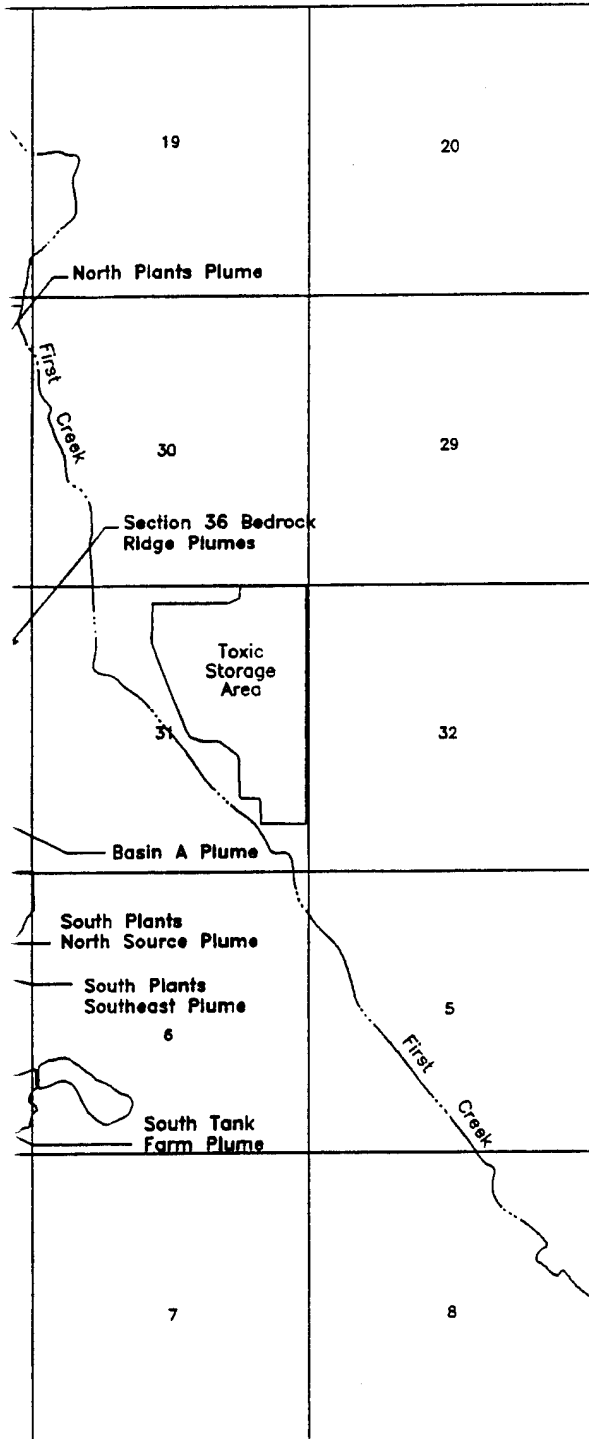 19
20
North Plants Plume
First Creek
30
29
Section 36 Bedrock
Ridge Plumes
Toxic
Storage
Area
31
32
Basin A Plume
South Plants
North Source Plume
South Plants
Southeast Plume
6
5
First Creek
South Tank
Farm Plume
7
8